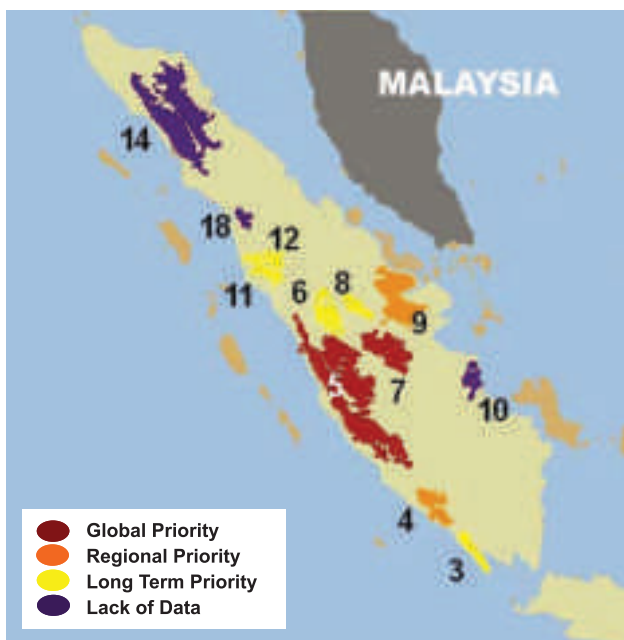 MALAYSIA
14
18
12
11
6
8
9
5
7
10
4
3
Global Priority
Regional Priority
Long Term Priority
Lack of Data